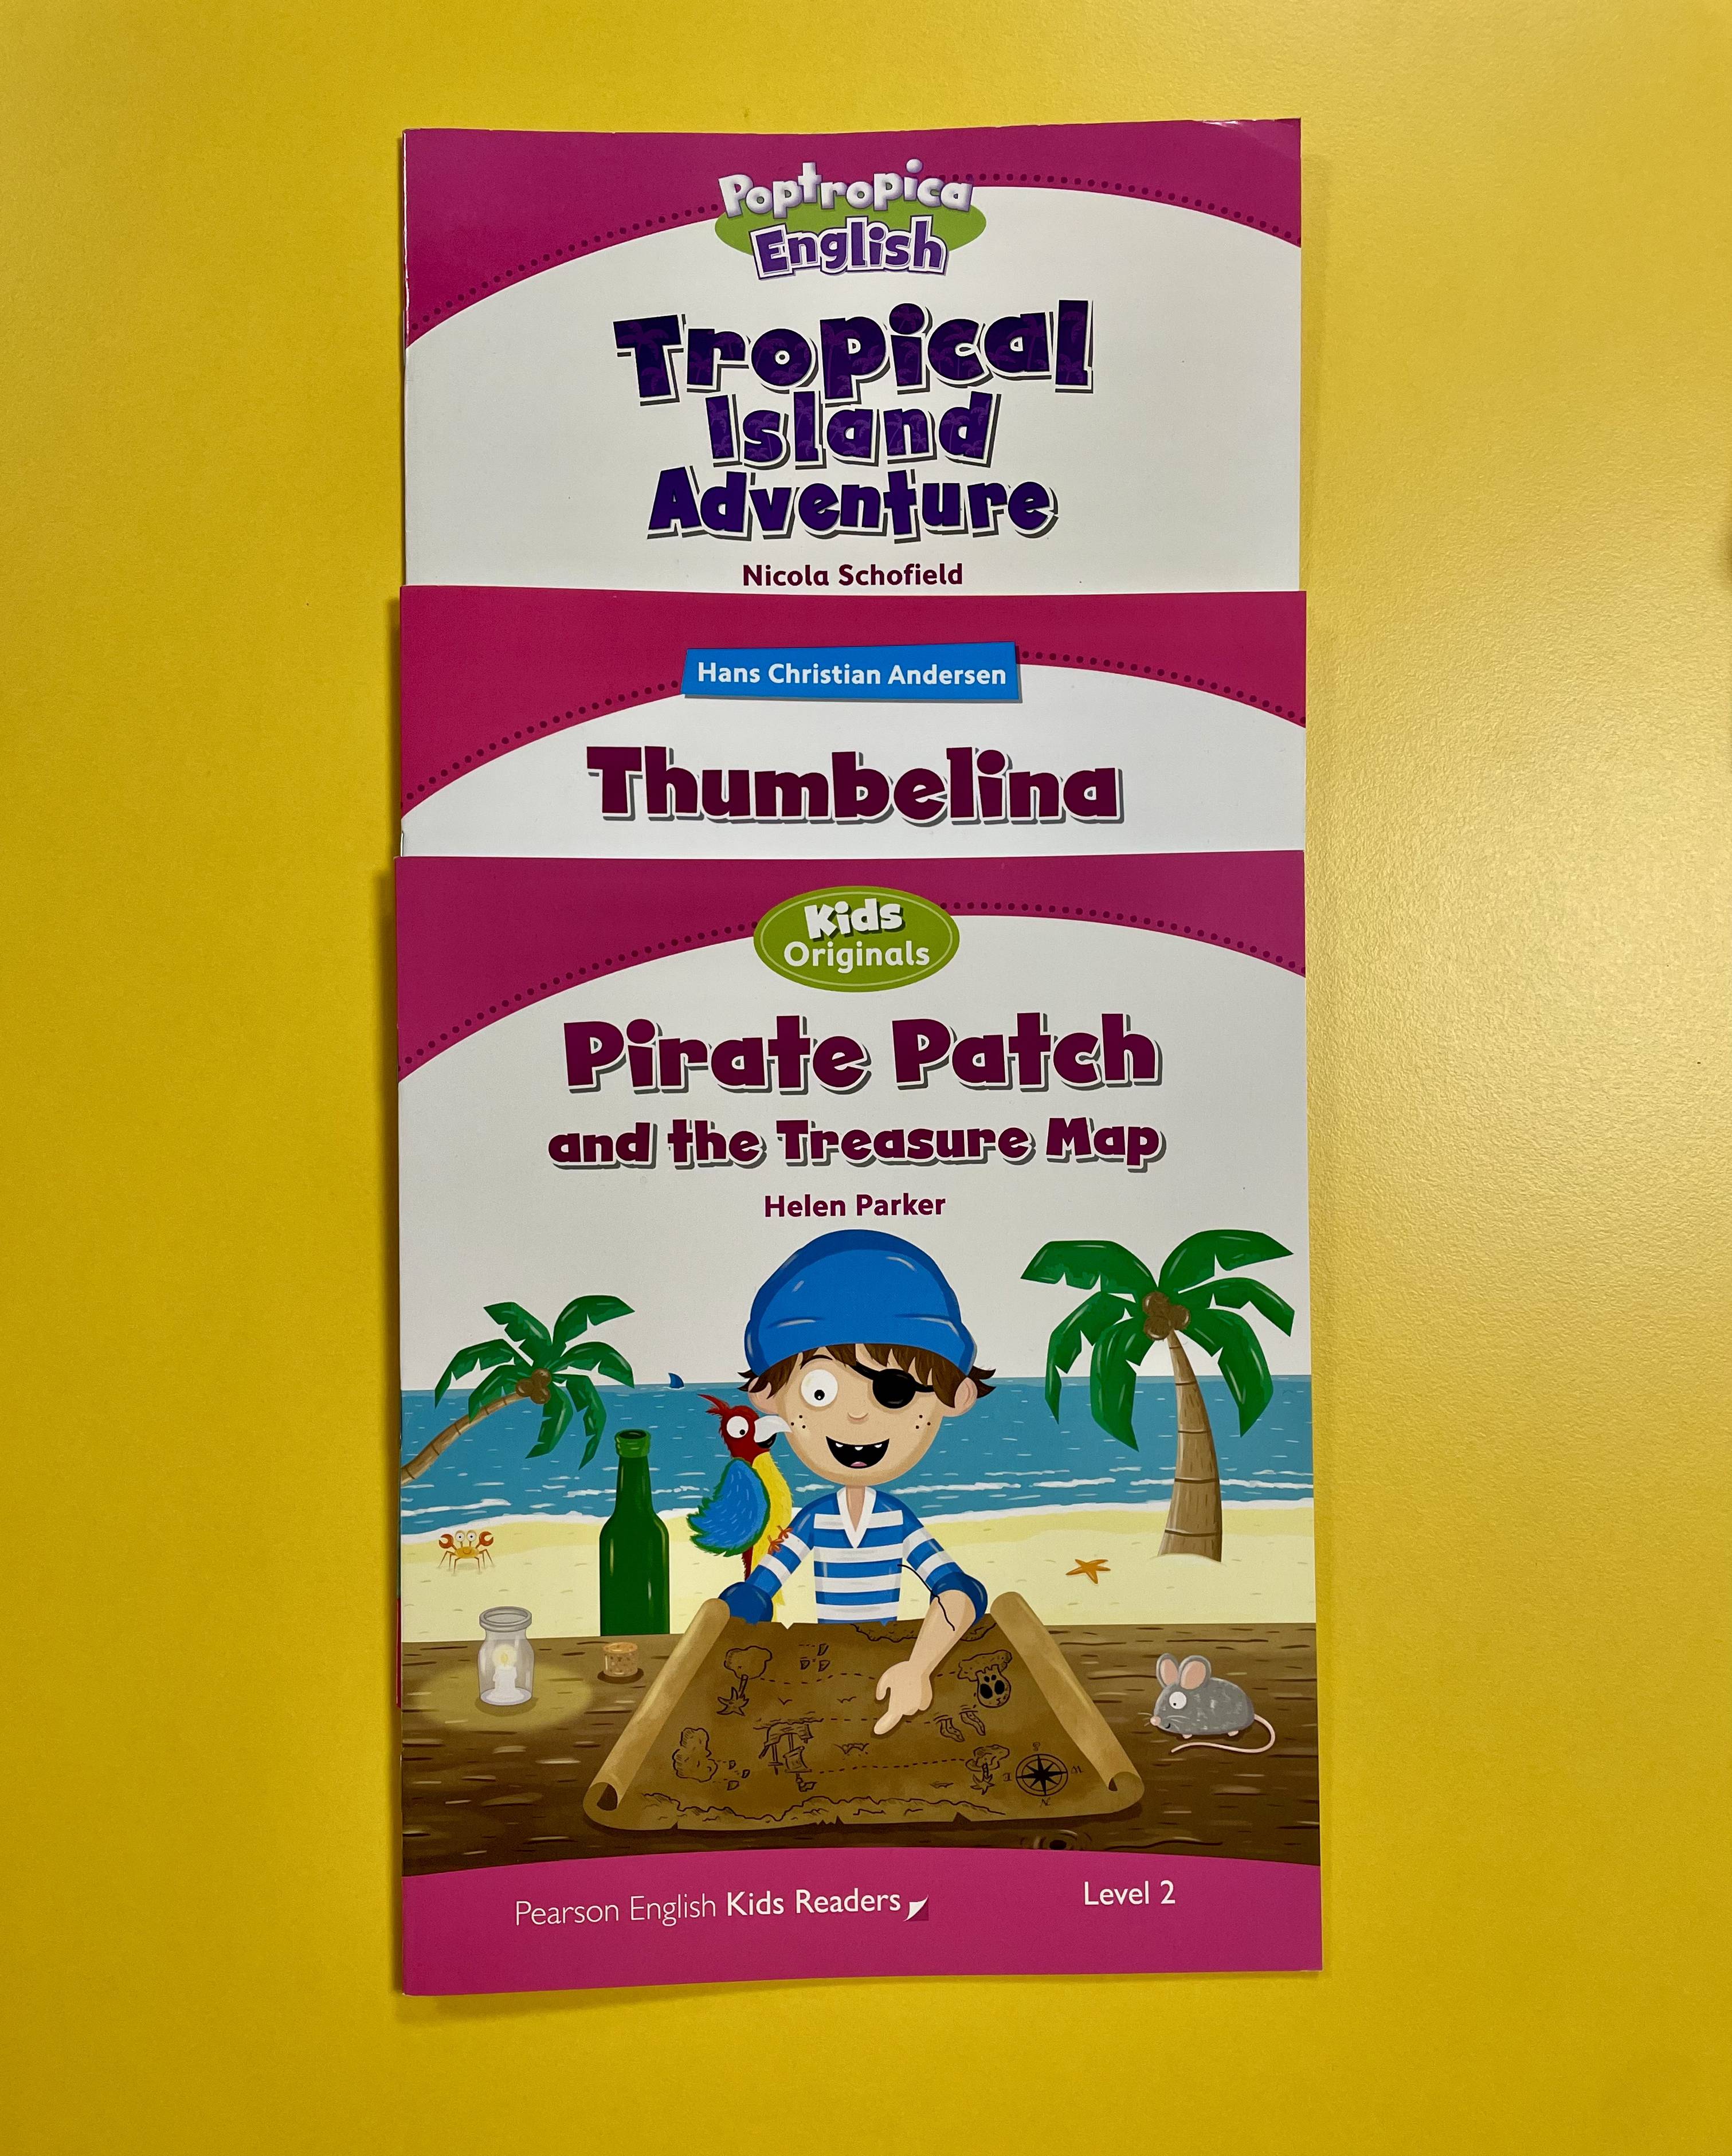 Poptropica
English
Tropical
Island
Adventure
Nicola Schofield
Hans Christian Andersen
Thumbelina
Kids
Originals
Pirate Patch
and the Treasure Map
Helen Parker
Pearson English Kids Readers
Level 2